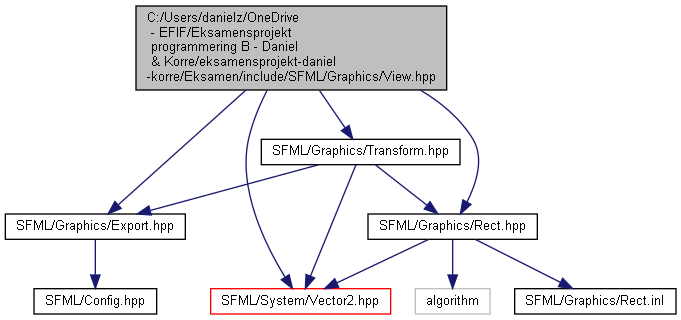 C:/Users/danielz/OneDrive
- EFIF/Eksamensprojekt
programmering B - Daniel
& Korre/eksamensprojekt-daniel
-korre/Eksamen/include/SFML/Graphics/View.hpp
SFML/Graphics/Transform.hpp
SFML/Graphics/Export.hpp
SFML/Graphics/Rect.hpp
SFML/Config.hpp
SFML/System/Vector2.hpp
algorithm
SFML/Graphics/Rect.inl